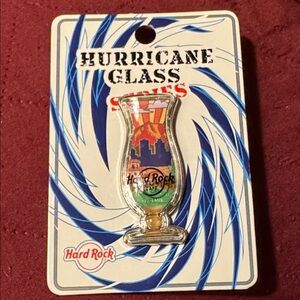 HURRICANE
GLASS
SERIES
Hard Rock
CAFE
Hard Rock